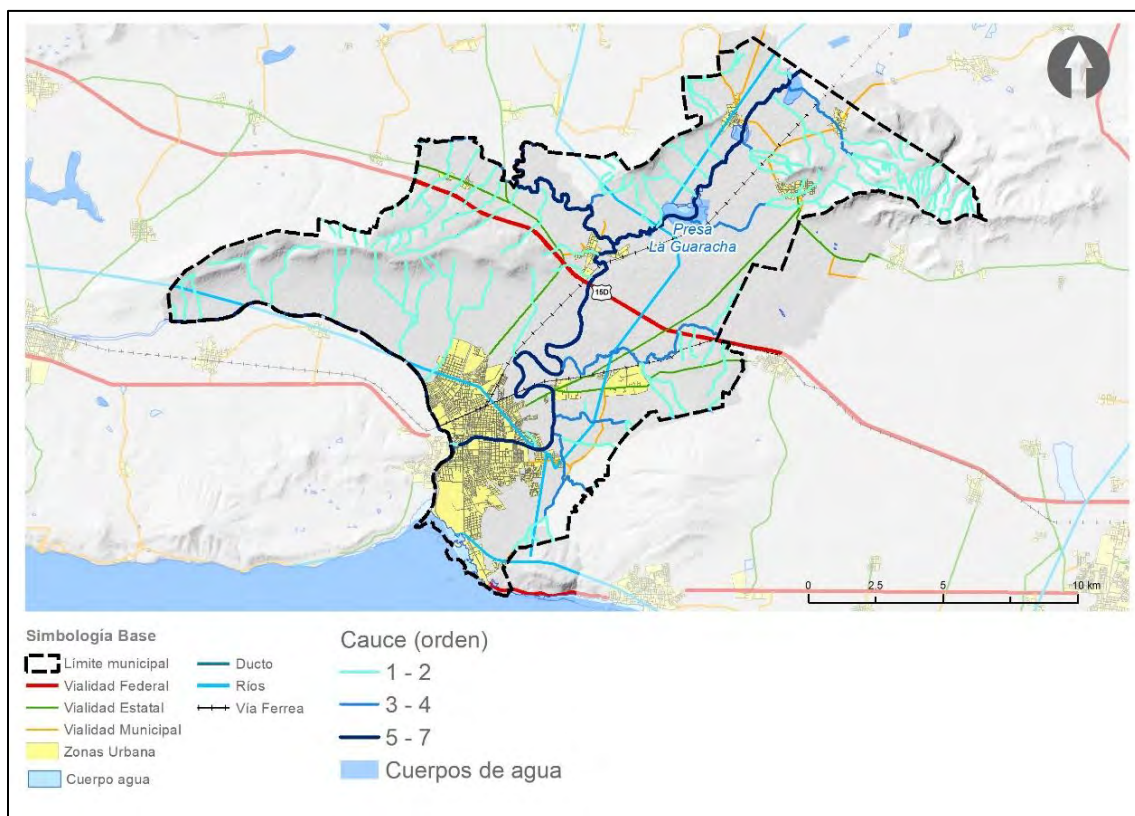 Presa
La Guaracha
15D
0 2.5 5 10 km
Simbología Base
Límite municipal
Vialidad Federal
Vialidad Estatal
Vialidad Municipal
Zonas Urbana
Cuerpo agua
Ducto
Ríos
Vía Ferrea
Cauce (orden)
1 - 2
3 - 4
5 - 7
Cuerpos de agua